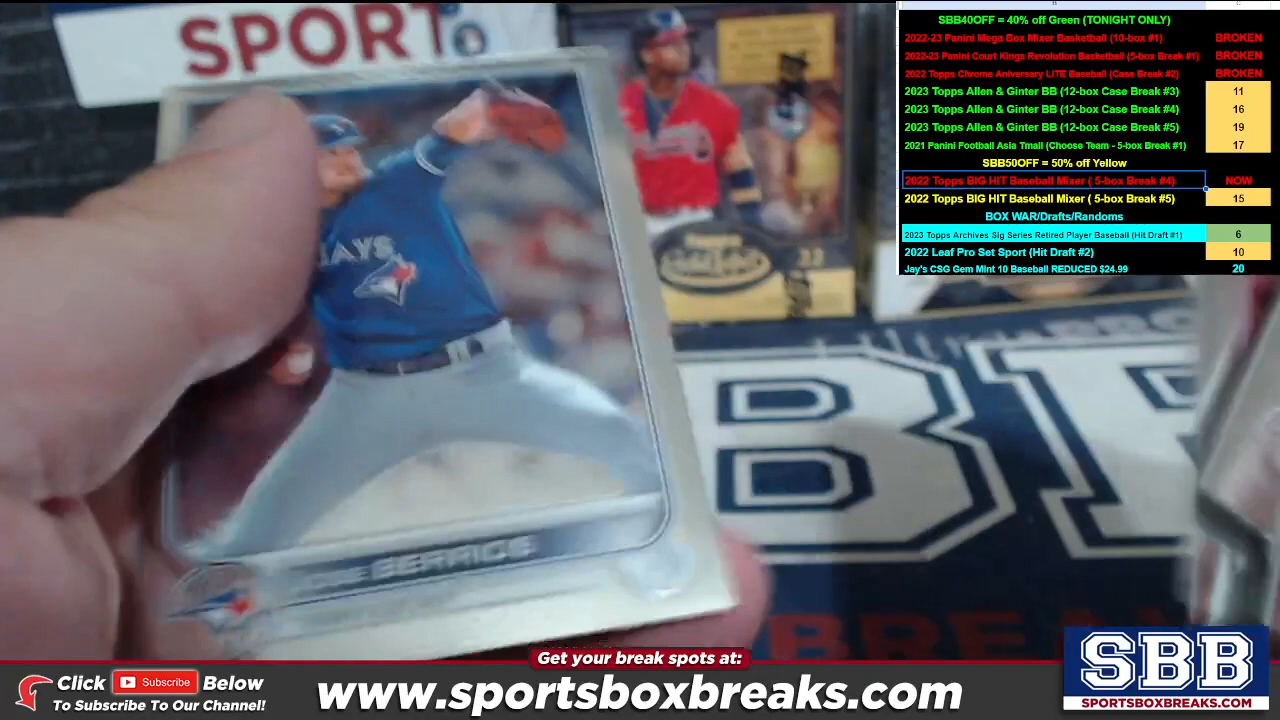 SPORT
SBB40OFF = 40% off Green (TONIGHT ONLY)
2022-23 Panini Mega Box Mixer Basketball (10-box #1) BROKEN
2022-23 Panini Court Kings Revolution Basketball (5-box Break #1) BROKEN
2022 Topps Chrome Aniversary LITE Baseball (Case Break #2) BROKEN
2023 Topps Allen & Ginter BB (12-box Case Break #3) 11
2023 Topps Allen & Ginter BB (12-box Case Break #4) 16
2023 Topps Allen & Ginter BB (12-box Case Break #5) 19
2021 Panini Football Asia Tmall (Choose Team - 5-box Break #1) 17
SBB50OFF = 50% off Yellow
2022 Topps BIG HIT Baseball Mixer ( 5-box Break #4) NOW
2022 Topps BIG HIT Baseball Mixer ( 5-box Break #5) 15
BOX WAR/Drafts/Randoms
2023 Topps Archives Sig Series Retired Player Baseball (Hit Draft #1) 6
2022 Leaf Pro Set Sport (Hit Draft #2) 10
Jay's CSG Gem Mint 10 Baseball REDUCED $24.99 20
JAYS
Topps
GOLD
B
BREA
JOSE BERRIOS
Get your break spots at:
Click Subscribe Below
To Subscribe To Our Channel!
www.sportsboxbreaks.com
SBB
SPORTSBOXBREAKS.COM